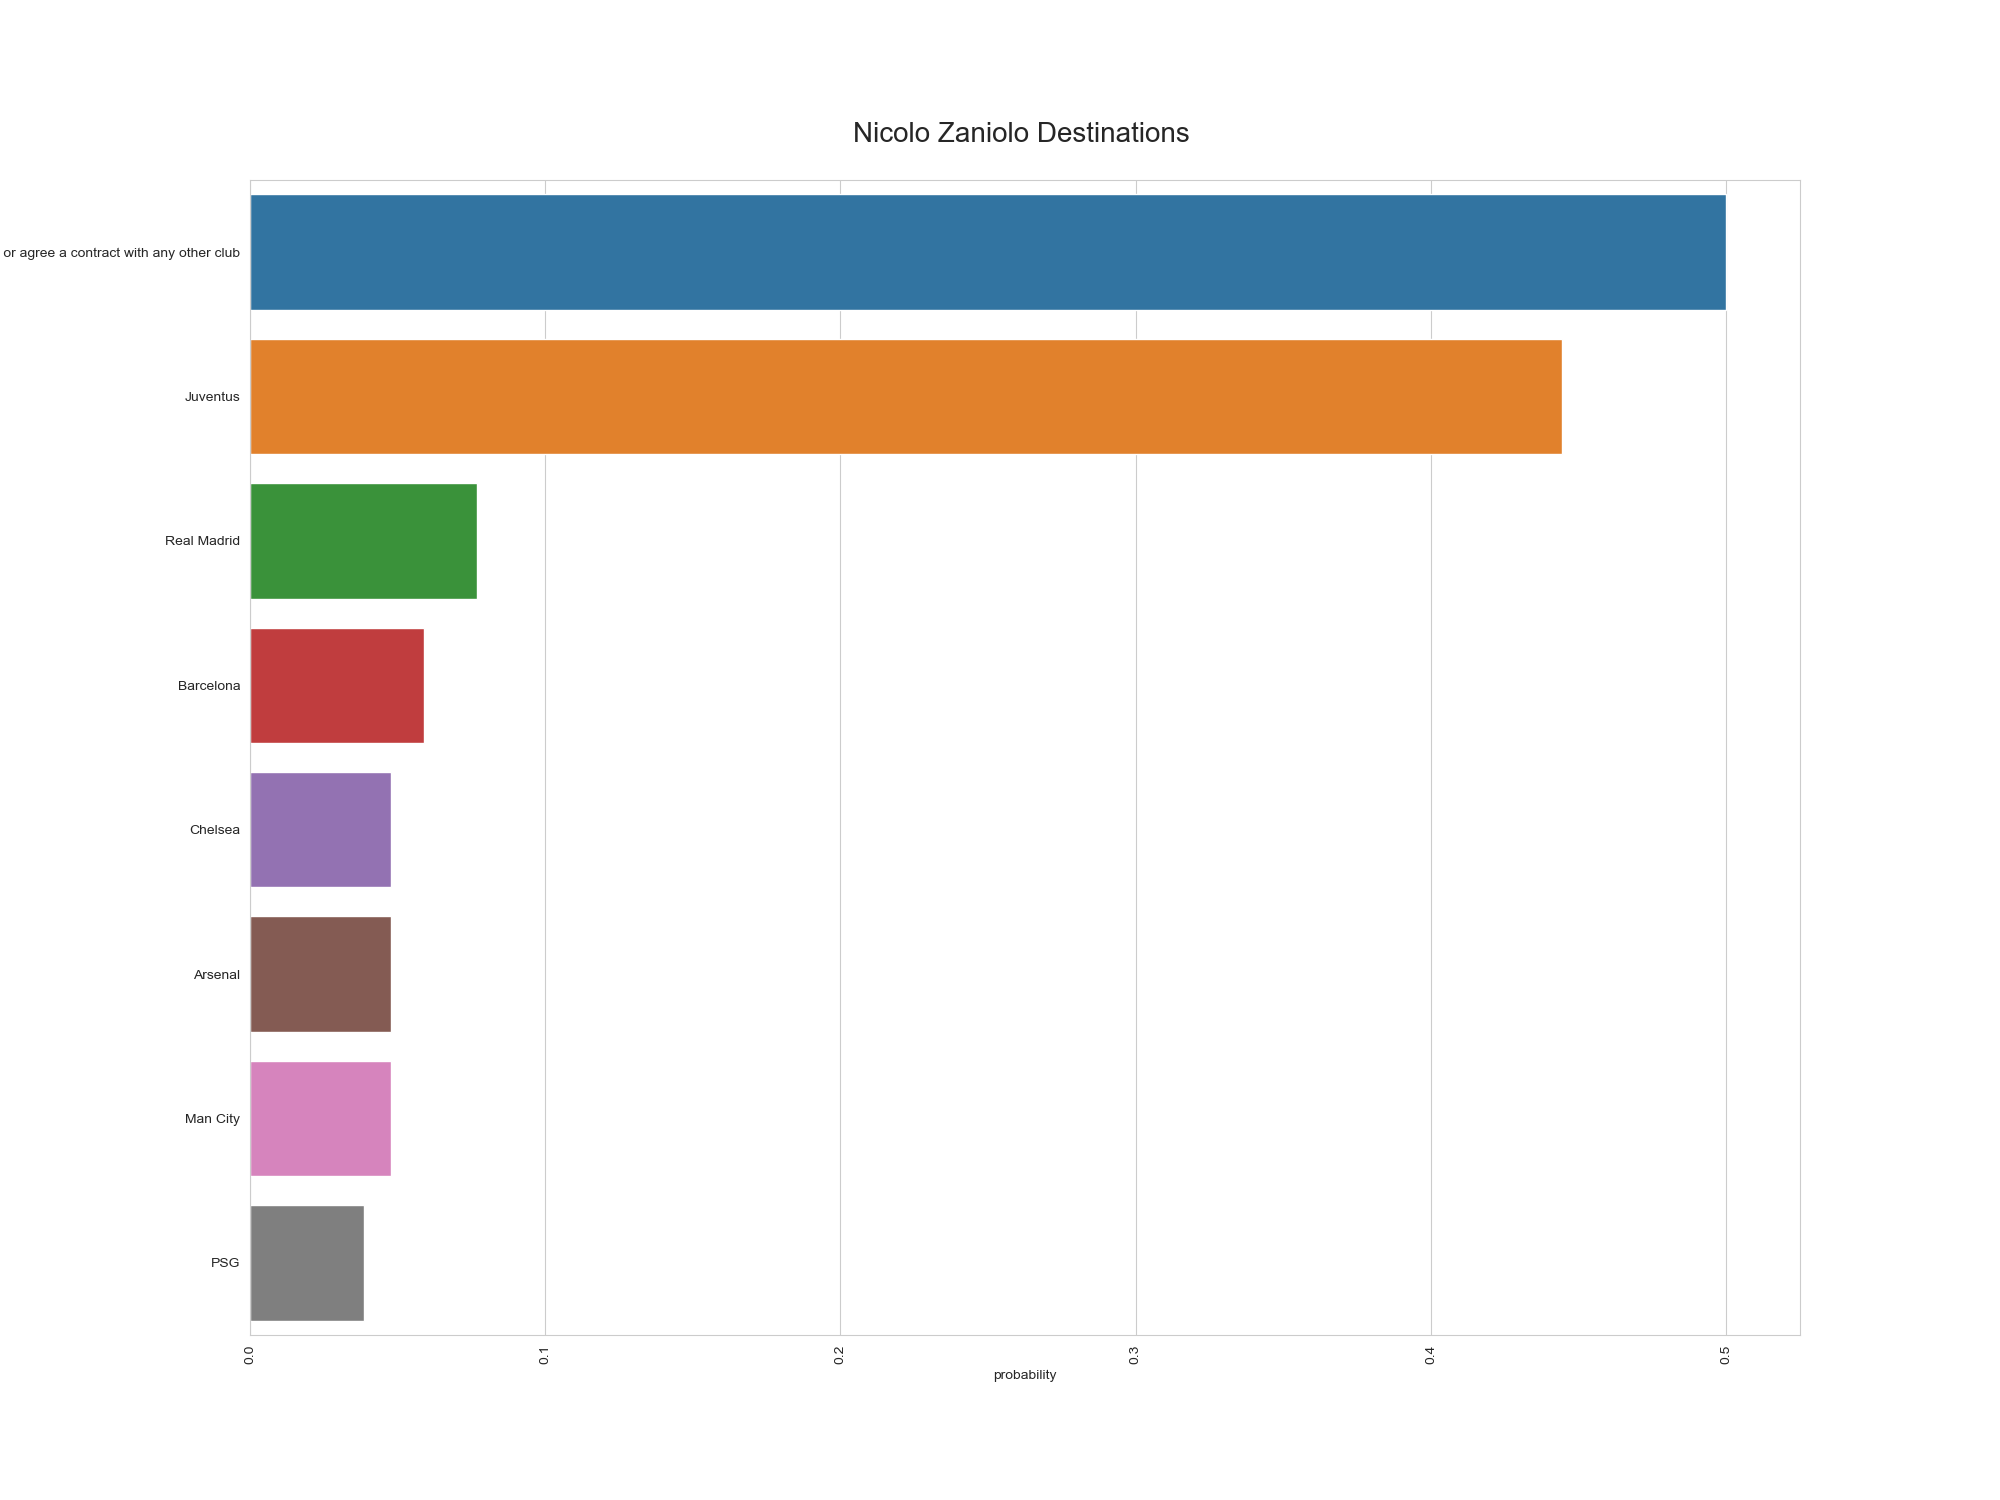 Nicolo Zaniolo Destinations
or agree a contract with any other club
Juventus
Real Madrid
Barcelona
Chelsea
Arsenal
Man City
PSG
0.0
0.1
0.2
0.3
0.4
0.5
probability